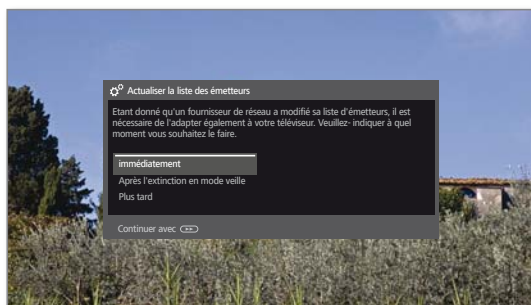 Actualiser la liste des émetteurs
Etant donné qu'un fournisseur de réseau a modifié sa liste d'émetteurs, il est
nécessaire de l'adapter également à votre téléviseur. Veuillez- indiquer à quel
moment vous souhaitez le faire.
immédiatement
Après l'extinction en mode veille
Plus tard
Continuer avec